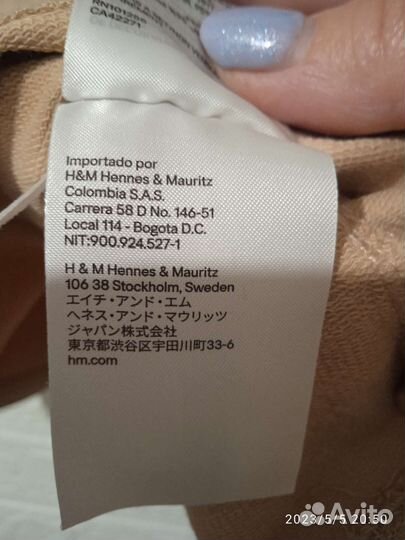 RN101255
CA42271
Importado por
H&M Hennes & Mauritz
Colombia S.A.S.
Carrera 58 D No. 146-51
Local 114 - Bogota D.C.
NIT:900.924.527-1
H & M Hennes & Mauritz
106 38 Stockholm, Sweden
エイチ・アンド・エム
ヘネス・アンド・マウリッツ
ジャパン株式会社
東京都渋谷区宇田川町33-6
hm.com
2023/5/5 20:50
Avito